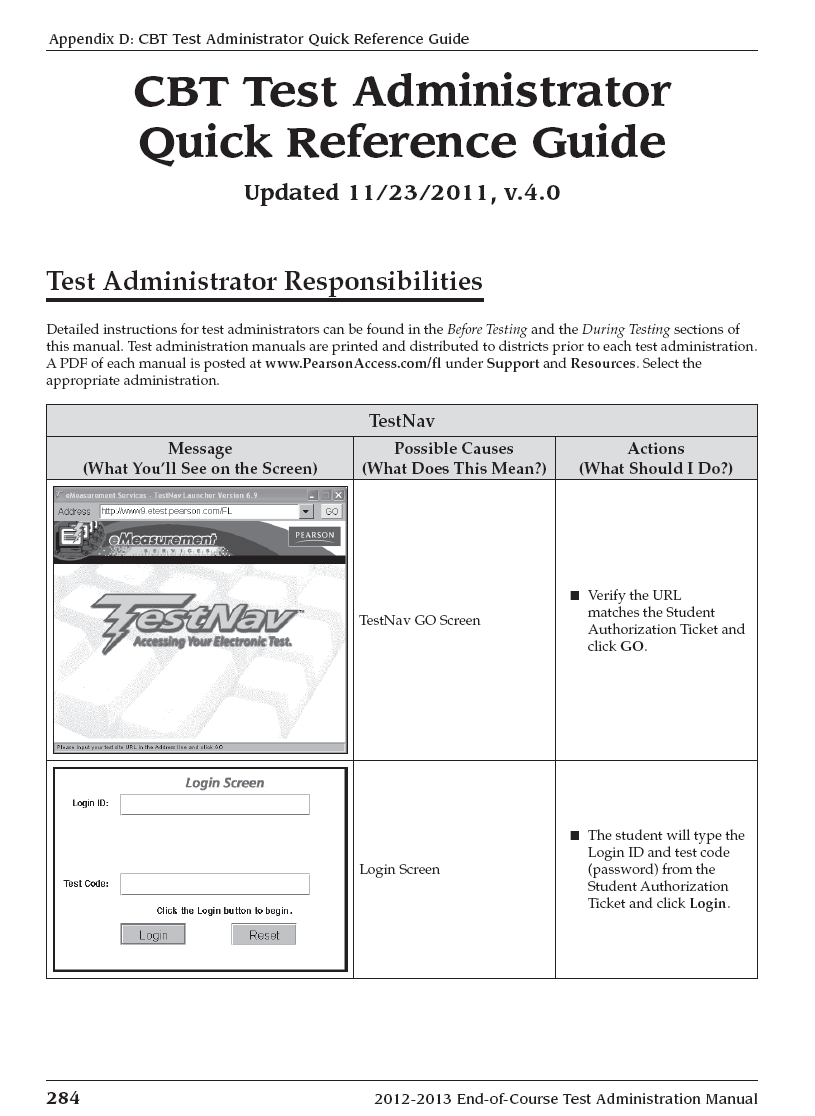 Appendix D: CBT Test Administrator Quick Reference Guide
CBT Test Administrator
Quick Reference Guide
Updated 11/23/2011, v.4.0
Test Administrator Responsibilities
Detailed instructions for test administrators can be found in the Before Testing and the During Testing sections of
this manual. Test administration manuals are printed and distributed to districts prior to each test administration.
A PDF of each manual is posted at www.PearsonAccess.com/fl under Support and Resources. Select the
appropriate administration.
TestNav
Message
(What You'll See on the Screen)
Possible Causes
(What Does This Mean?)
Actions
(What Should I Do?)
eMeasurement Services - TestNav Launcher Version 6.9
Address http://www9.etest.pearson.com/FL GO
eMeasurement
SERVICES
PEARSON
TestNav™
Accessing Your Electronic Test.
Please input your test site URL in the Address line and click GO
TestNav GO Screen
■ Verify the URL
matches the Student
Authorization Ticket and
click GO.
Login Screen
Login ID:
Test Code:
Click the Login button to begin.
Login Reset
Login Screen
■ The student will type the
Login ID and test code
(password) from the
Student Authorization
Ticket and click Login.
284 2012-2013 End-of-Course Test Administration Manual